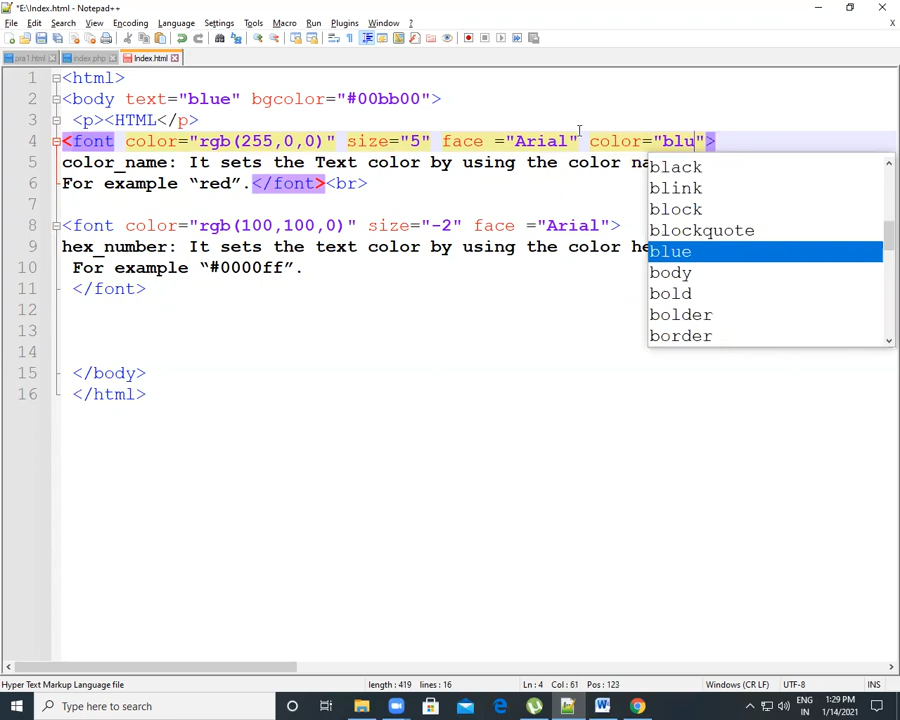 *E:\Index.html - Notepad++
File Edit Search View Encoding Language Settings Tools Macro Run Plugins Window ? X
pra1.html index.php Index.html
1 <html>
2 <body text="blue" bgcolor="#00bb00">
3 <p><HTML</p>
4 <font color="rgb(255,0,0)" size="5" face ="Arial" color="blu">
5 color_name: It sets the Text color by using the color na
6 For example “red”.</font><br>
7
8 <font color="rgb(100,100,0)" size="-2" face ="Arial">
9 hex_number: It sets the text color by using the color he
10 For example “#0000ff”.
11 </font>
12
13
14
15 </body>
16 </html>
black
blink
block
blockquote
blue
body
bold
bolder
border
Hyper Text Markup Language file length : 419 lines : 16 Ln : 4 Col : 61 Pos : 123 Windows (CR LF) UTF-8 INS
Type here to search
ENG
IN
1:29 PM
1/14/2021